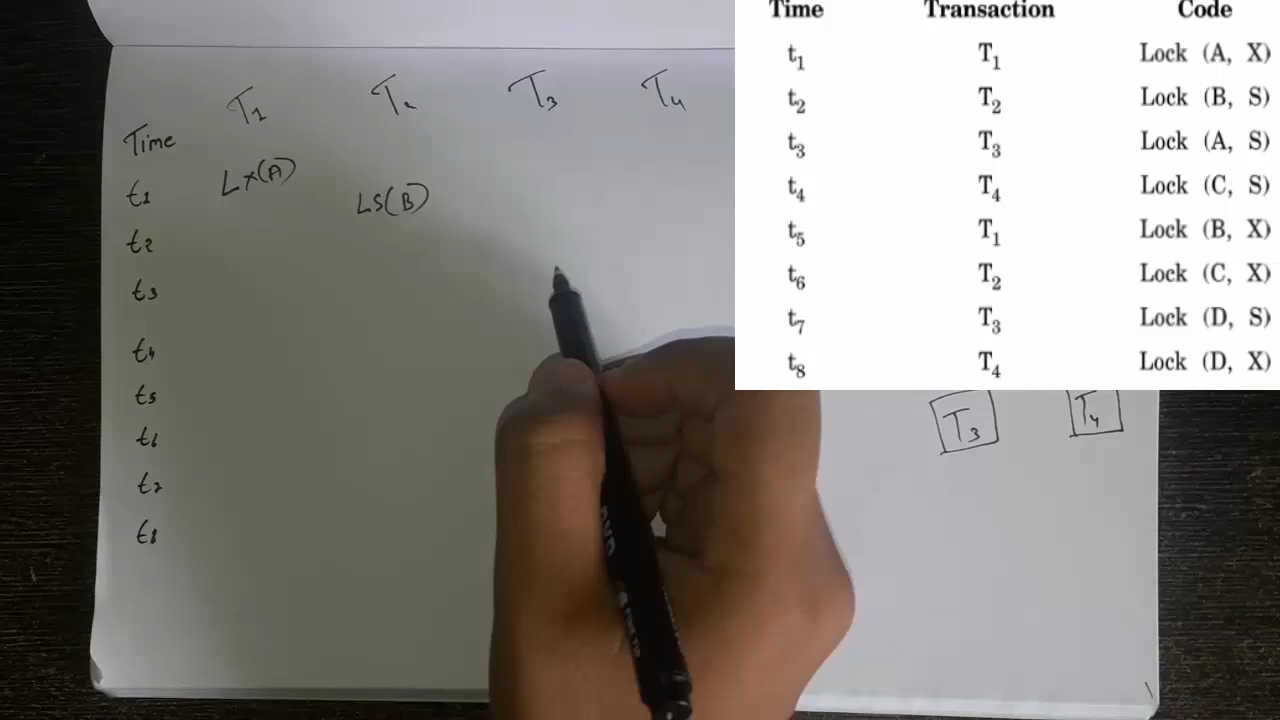 Time Transaction Code
t1 T1 Lock (A, X)
t2 T2 Lock (B, S)
t3 T3 Lock (A, S)
t4 T4 Lock (C, S)
t5 T1 Lock (B, X)
t6 T2 Lock (C, X)
t7 T3 Lock (D, S)
t8 T4 Lock (D, X)
T1 T2 T3 T4
Time
t1 LX(A)
LS(B)
t2
t3
t4
t5
t6
t7
t8
T3 T4